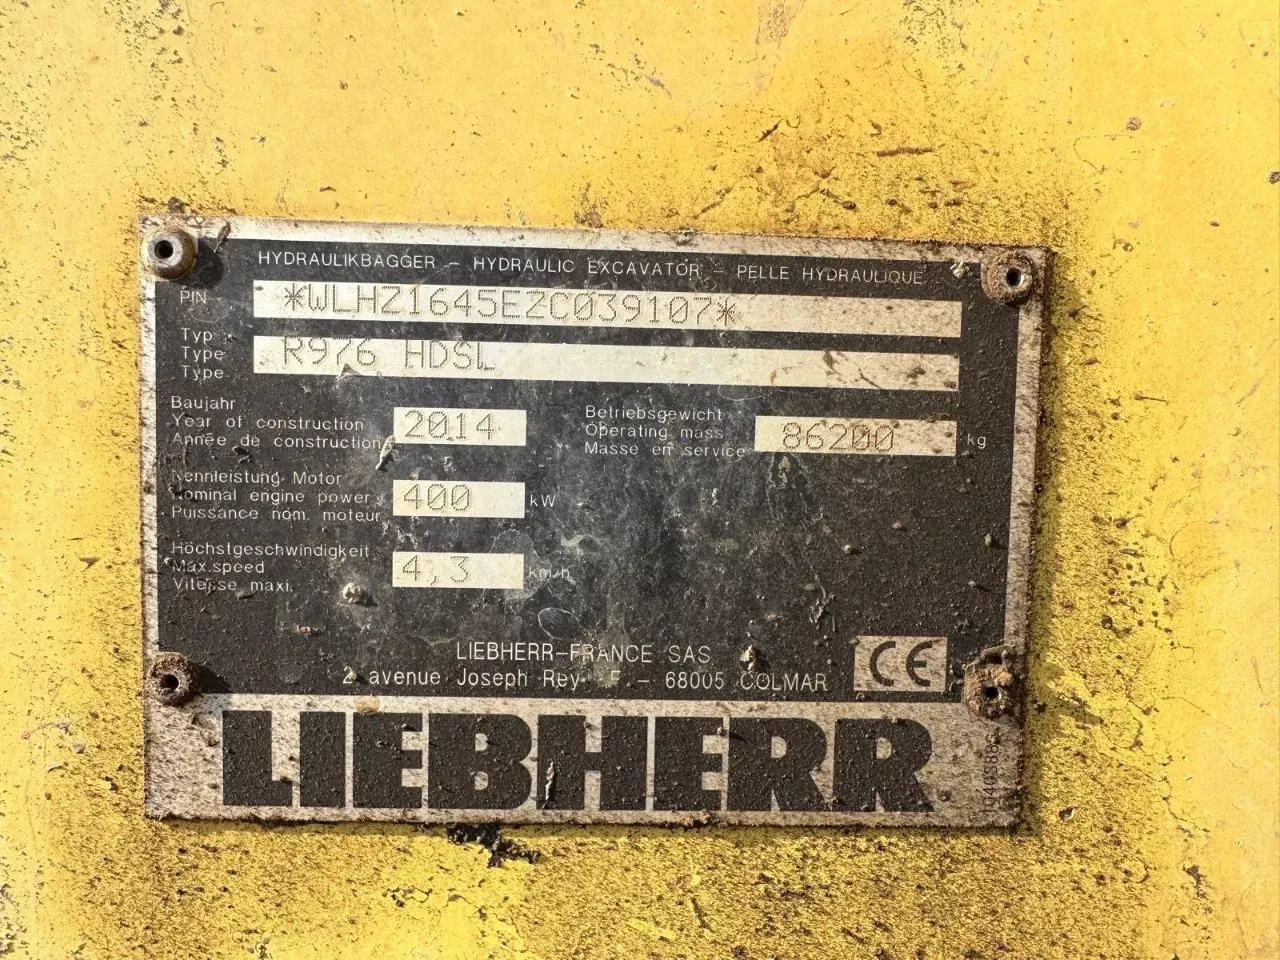 HYDRAULIKBAGGER - HYDRAULIC EXCAVATOR - PELLE HYDRAULIQUE
PIN *WLHZ1645EZC039107*
Typ
Type R976 HDSL
Type
Baujahr
Year of construction 2014
Année de construction
Betriebsgewicht
Operating mass 86200 kg
Masse en service
Nennleistung Motor
Nominal engine power 400 kW
Puissance nom. moteur
Höchstgeschwindigkeit
Max.speed 4,3 km/h
Vitesse maxi.
LIEBHERR-FRANCE SAS
2, avenue Joseph Rey F - 68005 COLMAR
CE
LIEBHERR